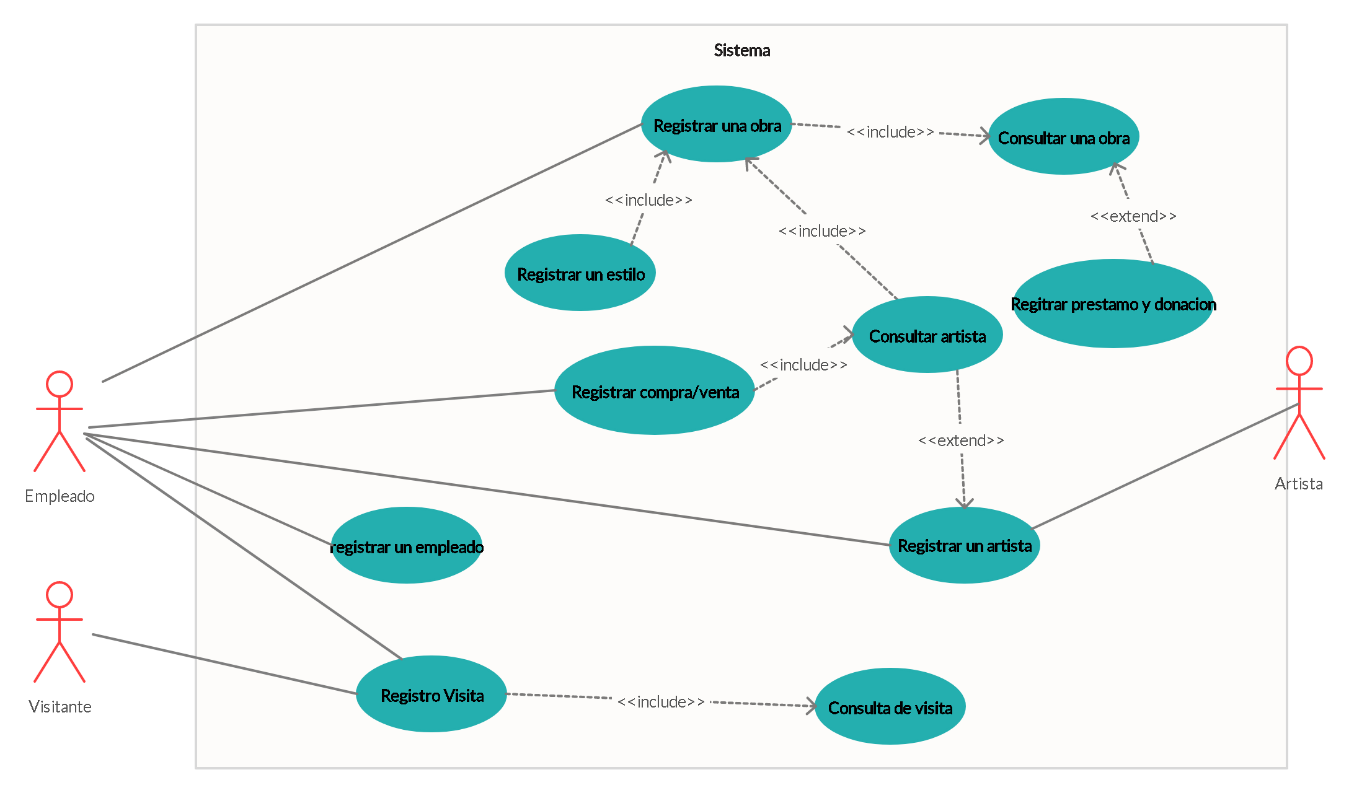 Sistema
Registrar una obra
<<include>>
Consultar una obra
<<include>>
<<extend>>
<<include>>
Registrar un estilo
Regitrar prestamo y donacion
Consultar artista
<<include>>
Registrar compra/venta
<<extend>>
Artista
Empleado
registrar un empleado
Registrar un artista
Registro Visita
<<include>>
Consulta de visita
Visitante